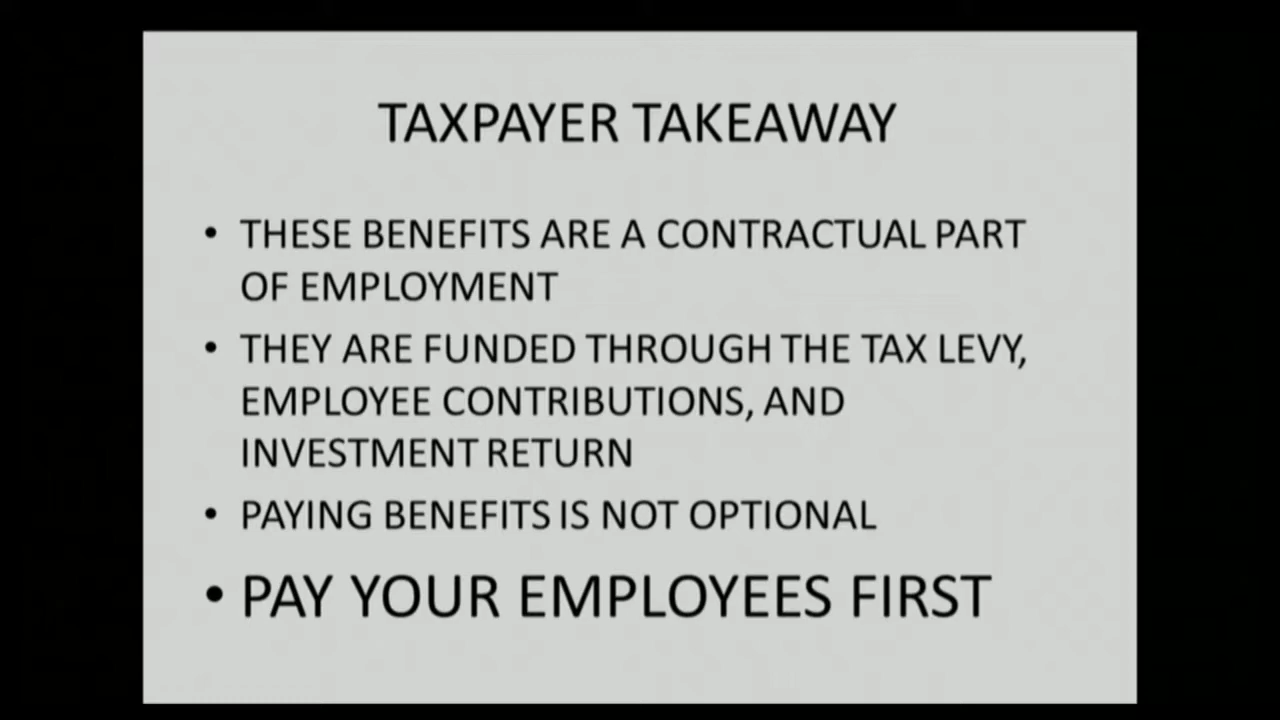 TAXPAYER TAKEAWAY
• THESE BENEFITS ARE A CONTRACTUAL PART
OF EMPLOYMENT
• THEY ARE FUNDED THROUGH THE TAX LEVY,
EMPLOYEE CONTRIBUTIONS, AND
INVESTMENT RETURN
• PAYING BENEFITS IS NOT OPTIONAL
• PAY YOUR EMPLOYEES FIRST